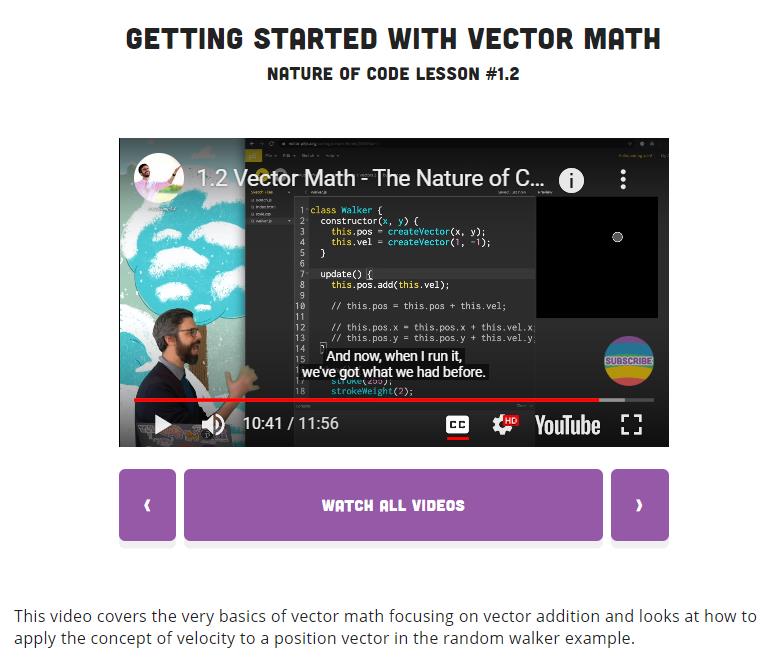 GETTING STARTED WITH VECTOR MATH
NATURE OF CODE LESSON #1.2
1.2 Vector Math - The Nature of C...
1 class Walker {
2 constructor(x, y) {
3 this.pos = createVector(x, y);
4 this.vel = createVector(1, -1);
5 }
6
7 update() {
8 this.pos.add(this.vel);
9
10 // this.pos = this.pos + this.vel;
11
12 // this.pos.x = this.pos.x + this.vel.x;
13 // this.pos.y = this.pos.y + this.vel.y;
14 }
15
And now, when I run it,
we've got what we had before.
17 stroke(255);
18 strokeWeight(2);
SUBSCRIBE
10:41 / 11:56
CC
HD
YouTube
WATCH ALL VIDEOS
This video covers the very basics of vector math focusing on vector addition and looks at how to
apply the concept of velocity to a position vector in the random walker example.